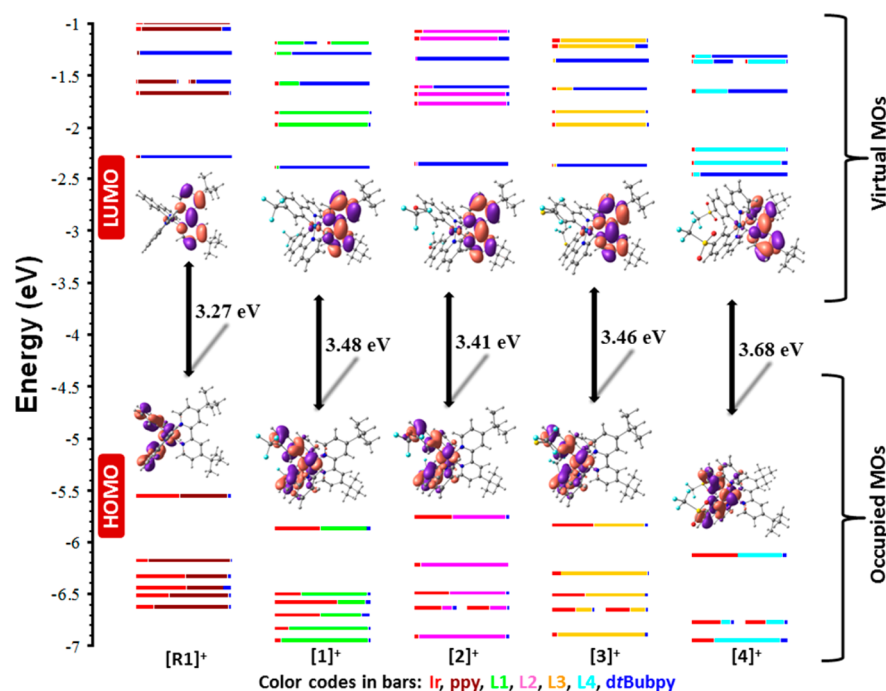 Energy (eV)
-1
-1.5
-2
-2.5
-3
-3.5
-4
-4.5
-5
-5.5
-6
-6.5
-7
LUMO
HOMO
3.27 eV
3.48 eV
3.41 eV
3.46 eV
3.68 eV
Virtual MOs
Occupied MOs
[R1]⁺ [1]⁺ [2]⁺ [3]⁺ [4]⁺
Color codes in bars: Ir, ppy, L1, L2, L3, L4, dtBubpy